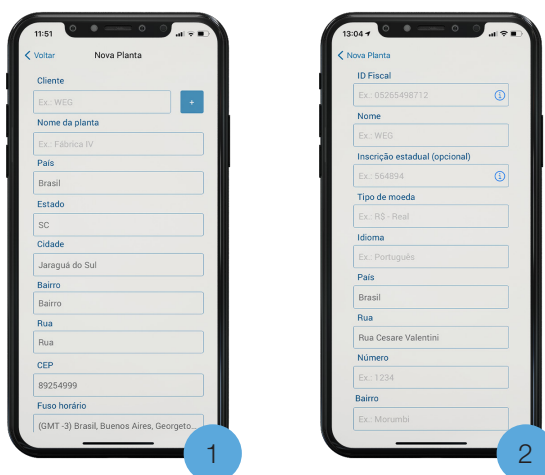 11:51
Voltar Nova Planta
Cliente
Ex.: WEG
+
Nome da planta
Ex.: Fábrica IV
País
Brasil
Estado
SC
Cidade
Jaraguá do Sul
Bairro
Bairro
Rua
Rua
CEP
89254999
Fuso horário
(GMT -3) Brasil, Buenos Aires, Georgeto...
1
13:04
Nova Planta
ID Fiscal
Ex.: 05265498712
Nome
Ex.: WEG
Inscrição estadual (opcional)
Ex.: 564894
Tipo de moeda
Ex.: R$ - Real
Idioma
Ex.: Português
País
Brasil
Rua
Rua Cesare Valentini
Número
Ex.: 1234
Bairro
Ex.: Morumbi
2